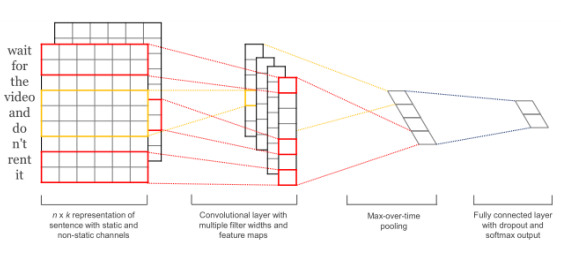 wait
for
the
video
and
do
n't
rent
it
n x k representation of
sentence with static and
non-static channels
Convolutional layer with
multiple filter widths and
feature maps
Max-over-time
pooling
Fully connected layer
with dropout and
softmax output